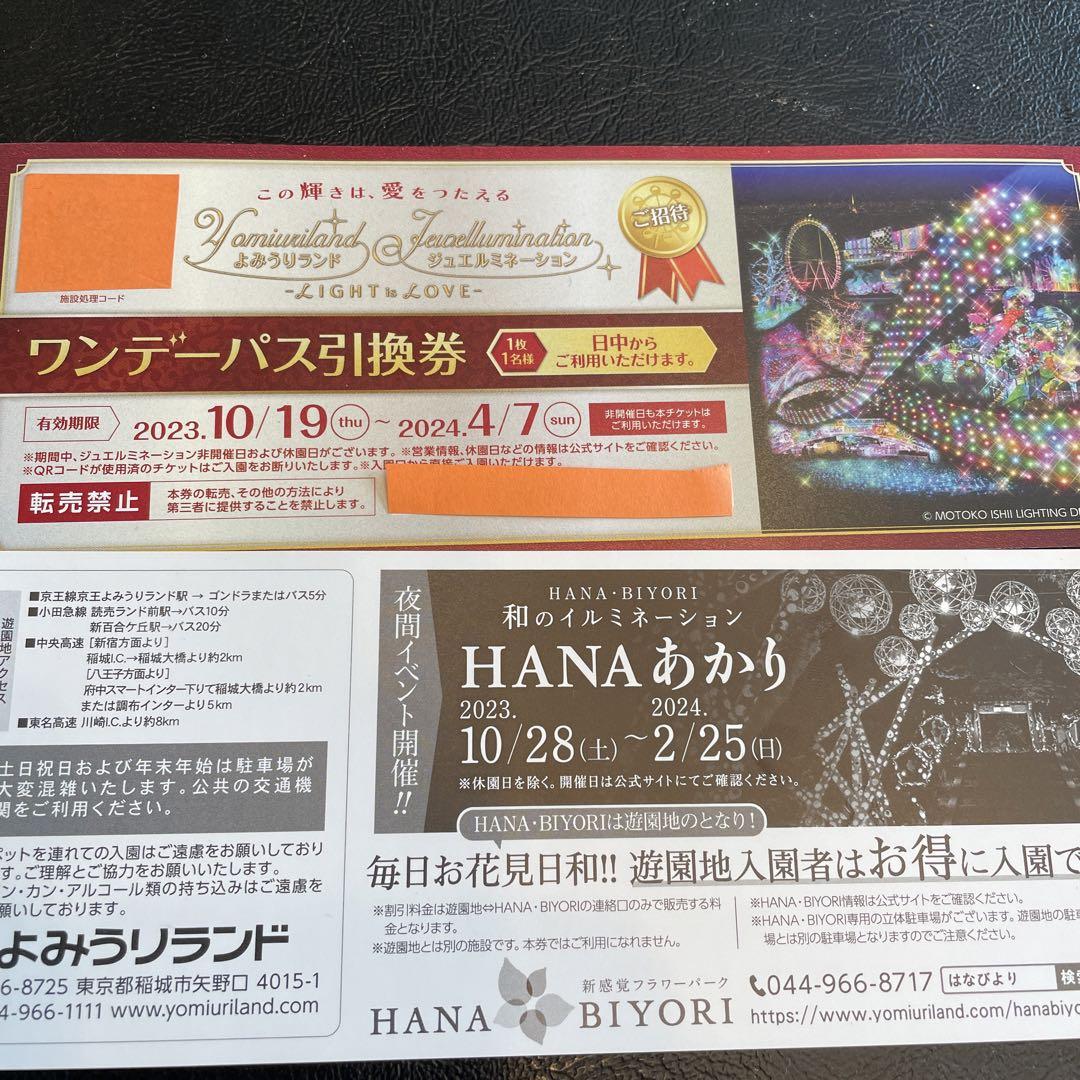 この輝きは、愛をつたえる
Yomiuriland Jewellumination
よみうりランド ジュエルミネーション
-LIGHT is LOVE-
ご招待
施設処理コード
ワンデーパス引換券
1枚
1名様
日中から
ご利用いただけます。
有効期限
2023.10/19 thu ~ 2024.4/7 sun
非開催日も本チケットは
ご利用いただけます。
※期間中、ジュエルミネーション非開催日および休園日がございます。※営業情報、休園日などの情報は公式サイトをご確認ください。
※QRコードが使用済のチケットはご入園をお断りいたします。※入園口から直接ご入園いただけます。
転売禁止
本券の転売、その他の方法により
第三者に提供することを禁止します。
© MOTOKO ISHII LIGHTING DE
遊園地アクセス
■京王線京王よみうりランド駅 → ゴンドラまたはバス5分
■小田急線 読売ランド前駅→バス10分
新百合ケ丘駅→バス20分
■中央高速 [新宿方面より]
稲城I.C.→稲城大橋より約2km
[八王子方面より]
府中スマートインター下りて稲城大橋より約2km
または調布インターより5km
■東名高速 川崎I.C.より約8km
土日祝日および年末年始は駐車場が
大変混雑いたします。公共の交通機
関をご利用ください。
ペットを連れての入園はご遠慮をお願いしており
す。ご理解とご協力をお願いいたします。
ン・カン・アルコール類の持ち込みはご遠慮を
願いしております。
よみうりランド
6-8725 東京都稲城市矢野口 4015-1
4-966-1111 www.yomiuriland.com
夜間イベント開催!!
HANA・BIYORI
和のイルミネーション
HANAあかり
2023. 2024.
10/28(土)~2/25(日)
※休園日を除く。開催日は公式サイトにてご確認ください。
HANA・BIYORIは遊園地のとなり!
毎日お花見日和!! 遊園地入園者はお得に入園で
※割引料金は遊園地⇔HANA・BIYORIの連絡口のみで販売する料
金となります。
※遊園地とは別の施設です。本券ではご利用になれません。
※HANA・BIYORI情報は公式サイトをご確認ください。
※HANA・BIYORI専用の立体駐車場がございます。遊園地の駐車
場とは別の駐車場となりますのでご注意ください。
新感覚フラワーパーク
HANA BIYORI
044-966-8717 はなびより 検索
https://www.yomiuriland.com/hanabiyo